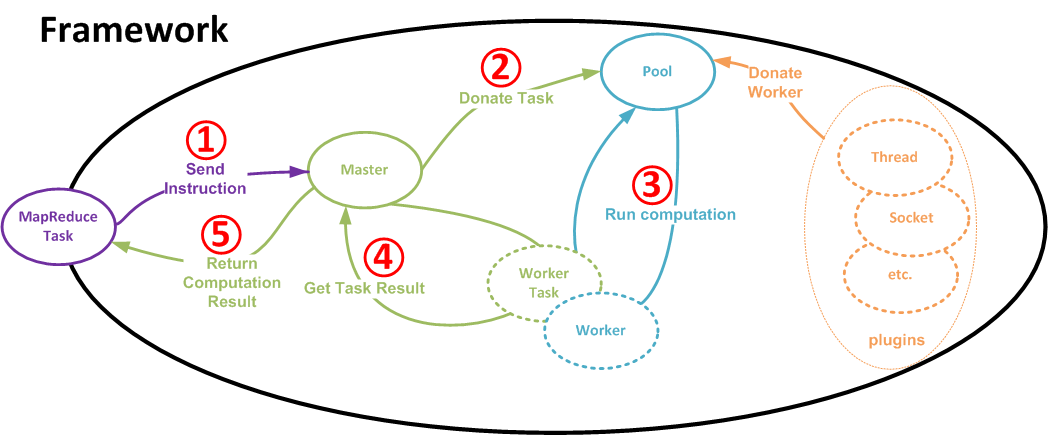 Framework
①
Send
Instruction
②
Donate Task
Pool
Donate
Worker
Master
Thread
③
Run computation
MapReduce
Task
Socket
⑤
Return
Computation
Result
④
Get Task Result
Worker
Task
etc.
Worker
plugins